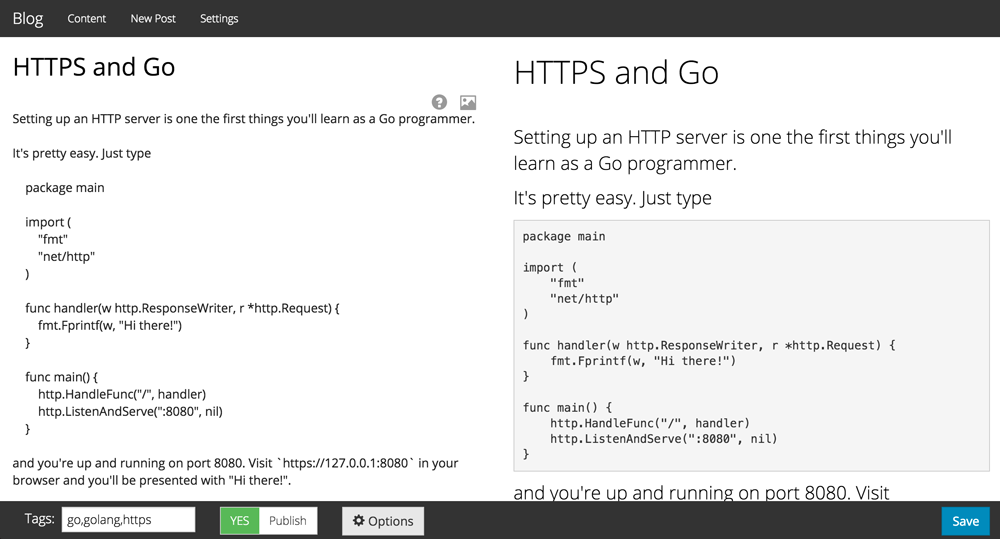 Blog Content New Post Settings
HTTPS and Go
Setting up an HTTP server is one the first things you'll learn as a Go programmer.
It's pretty easy. Just type
package main
import (
"fmt"
"net/http"
)
func handler(w http.ResponseWriter, r *http.Request) {
fmt.Fprintf(w, "Hi there!")
}
func main() {
http.HandleFunc("/", handler)
http.ListenAndServe(":8080", nil)
}
and you're up and running on port 8080. Visit `https://127.0.0.1:8080` in your
browser and you'll be presented with "Hi there!".
HTTPS and Go
Setting up an HTTP server is one the first things you'll
learn as a Go programmer.
It's pretty easy. Just type
package main
import (
"fmt"
"net/http"
)
func handler(w http.ResponseWriter, r *http.Request) {
fmt.Fprintf(w, "Hi there!")
}
func main() {
http.HandleFunc("/", handler)
http.ListenAndServe(":8080", nil)
}
and you're up and running on port 8080. Visit
Tags: go,golang,https YES Publish Options Save